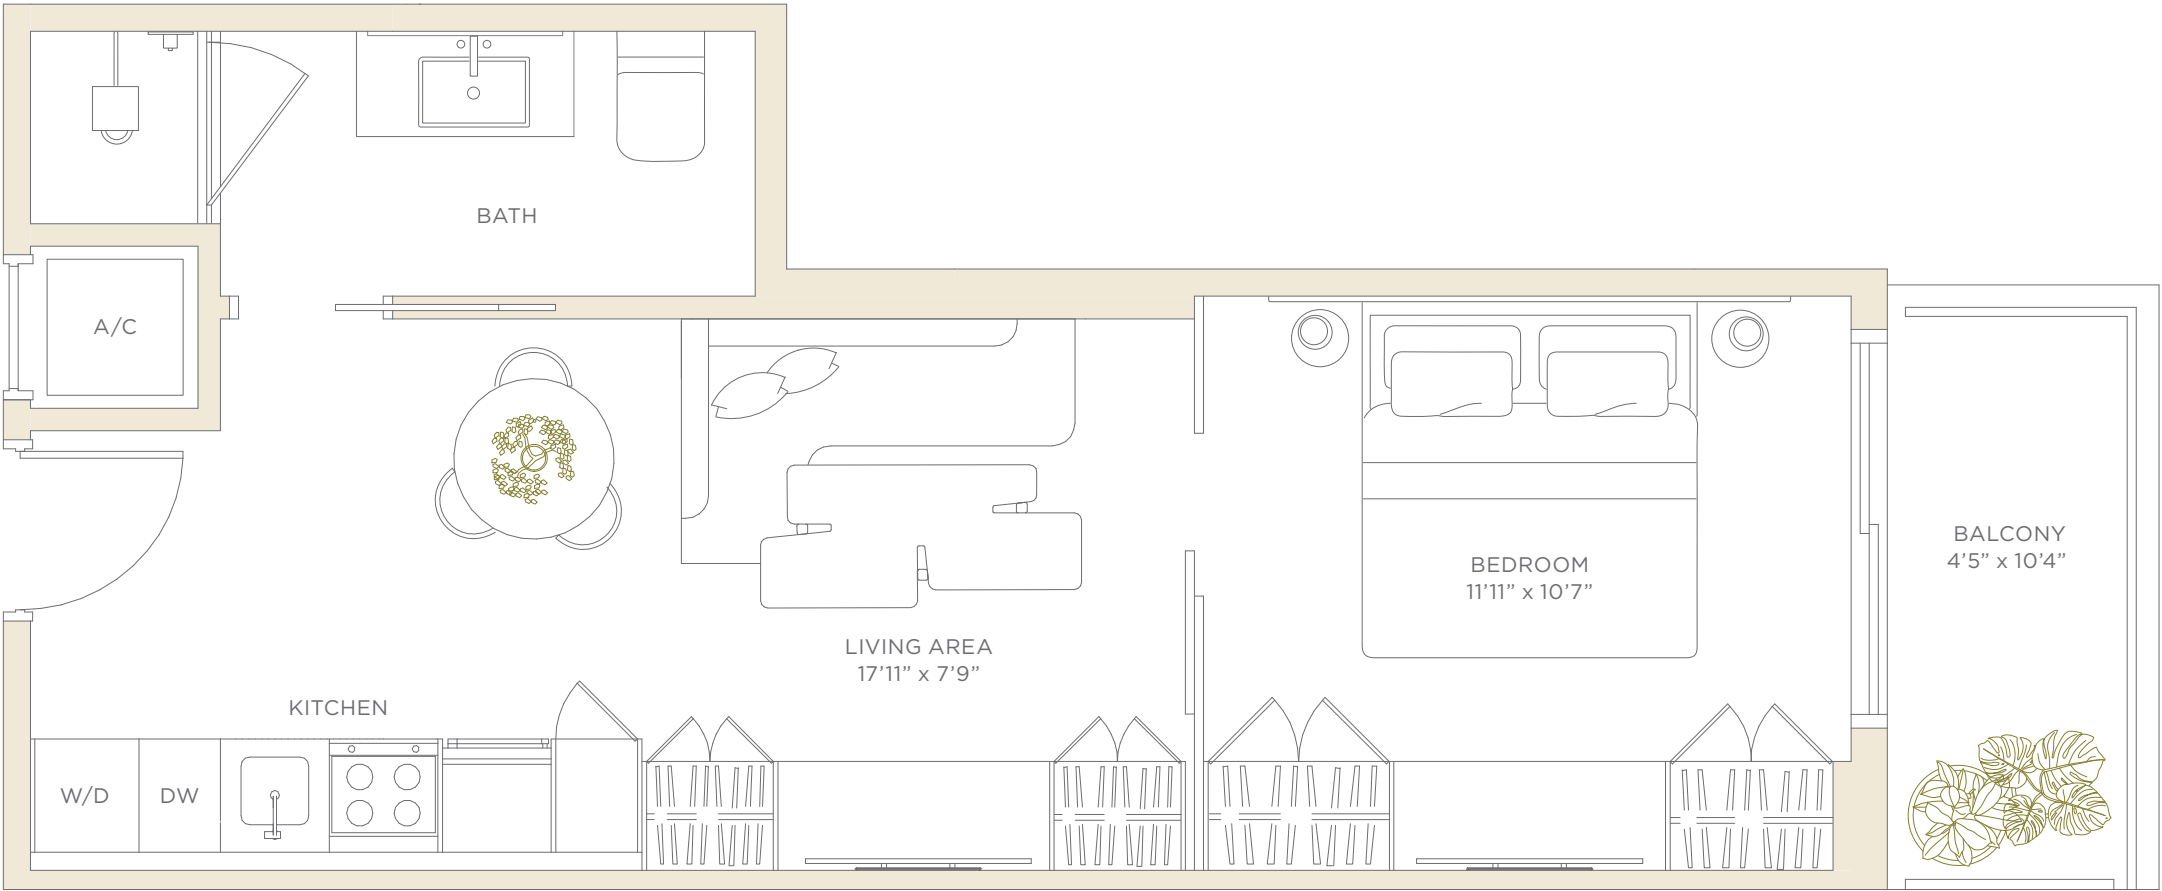 BATH
A/C
BALCONY
4’5” x 10’4”
BEDROOM
11’11” x 10’7”
LIVING AREA
17’11” x 7’9”
KITCHEN
W/D
DW